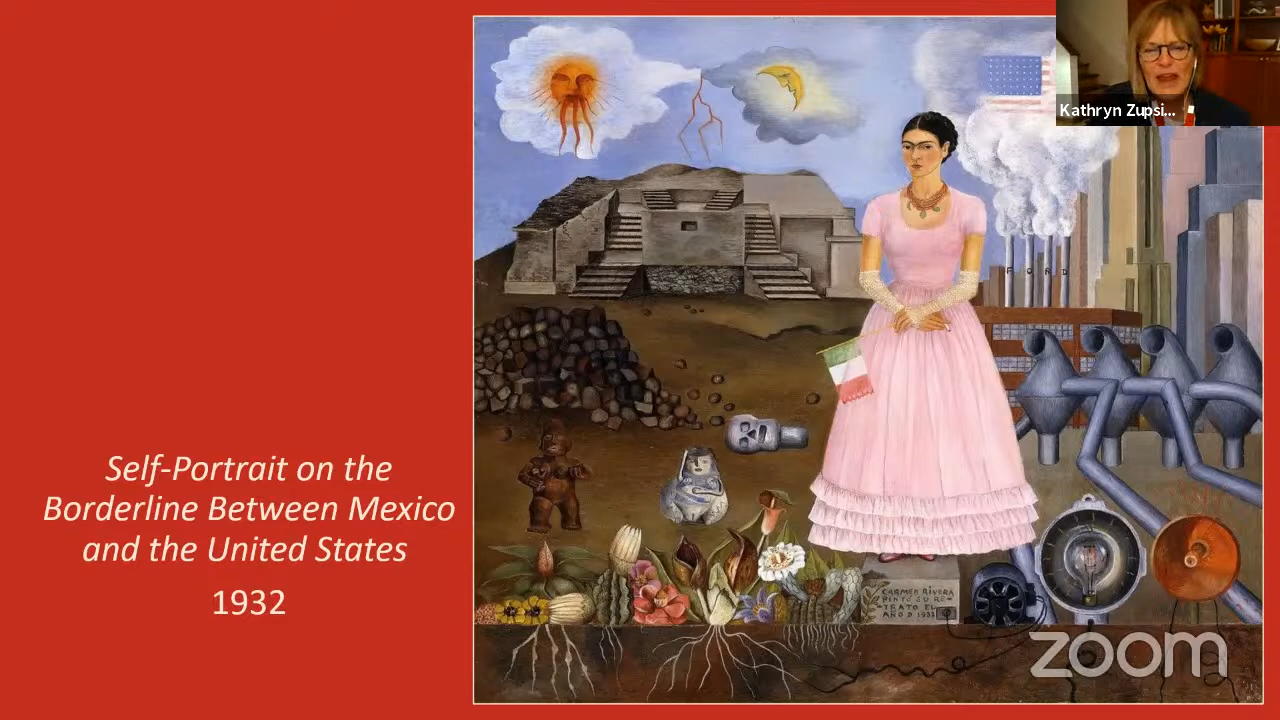 Kathryn Zupsi...
FORD
Self-Portrait on the
Borderline Between Mexico
and the United States
1932
CARMEN RIVERA
PINTÓ SU RE-
TRATO EL
AÑO D 1932
zoom